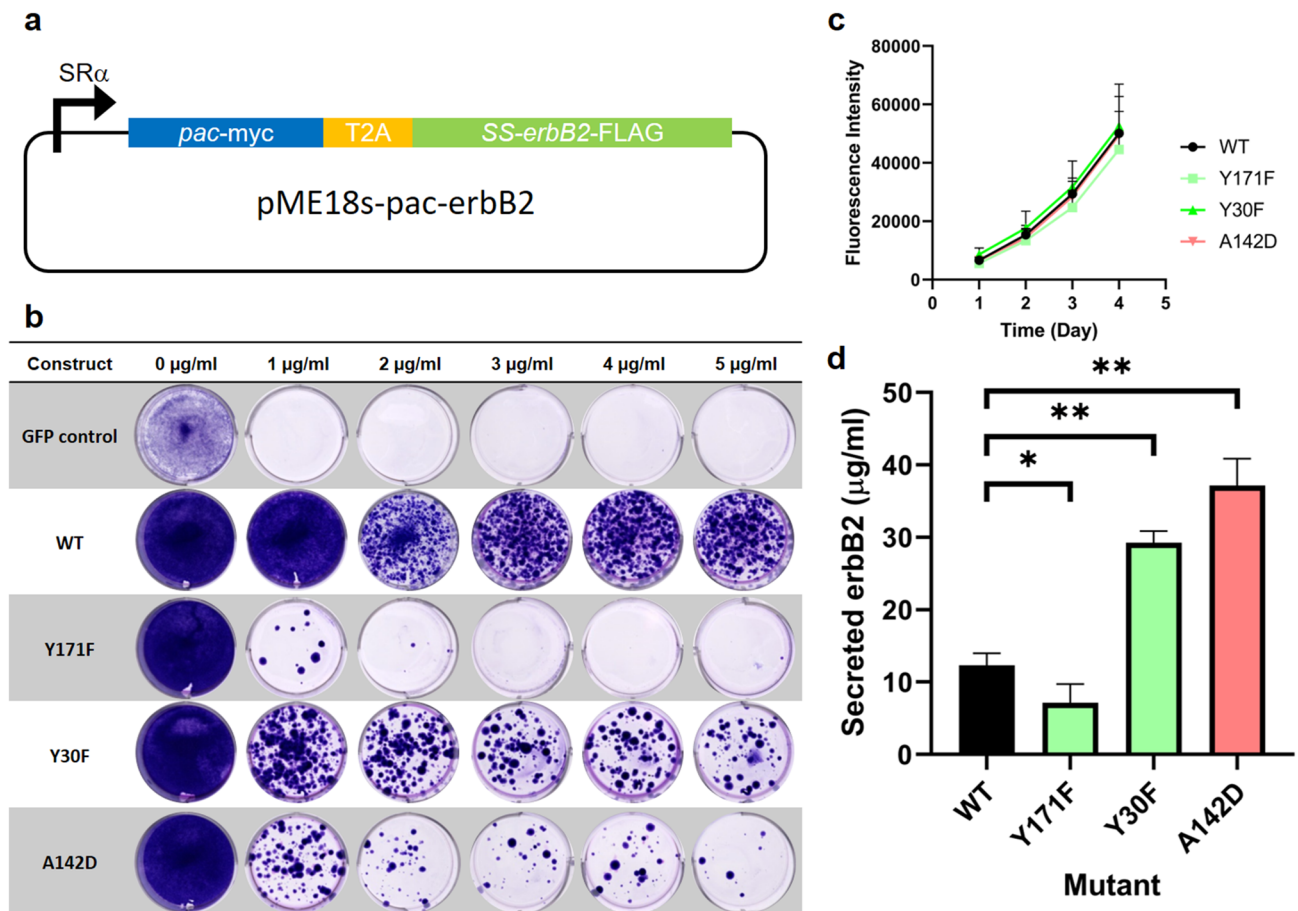 a
SRα
pac-myc T2A SS-erbB2-FLAG
pME18s-pac-erbB2
b
Construct 0 μg/ml 1 μg/ml 2 μg/ml 3 μg/ml 4 μg/ml 5 μg/ml
GFP control
WT
Y171F
Y30F
A142D
c
80000
60000
40000
20000
0
Fluorescence Intensity
0 1 2 3 4 5
Time (Day)
WT
Y171F
Y30F
A142D
d
**
**
*
50
40
30
20
10
0
Secreted erbB2 (μg/ml)
WT Y171F Y30F A142D
Mutant